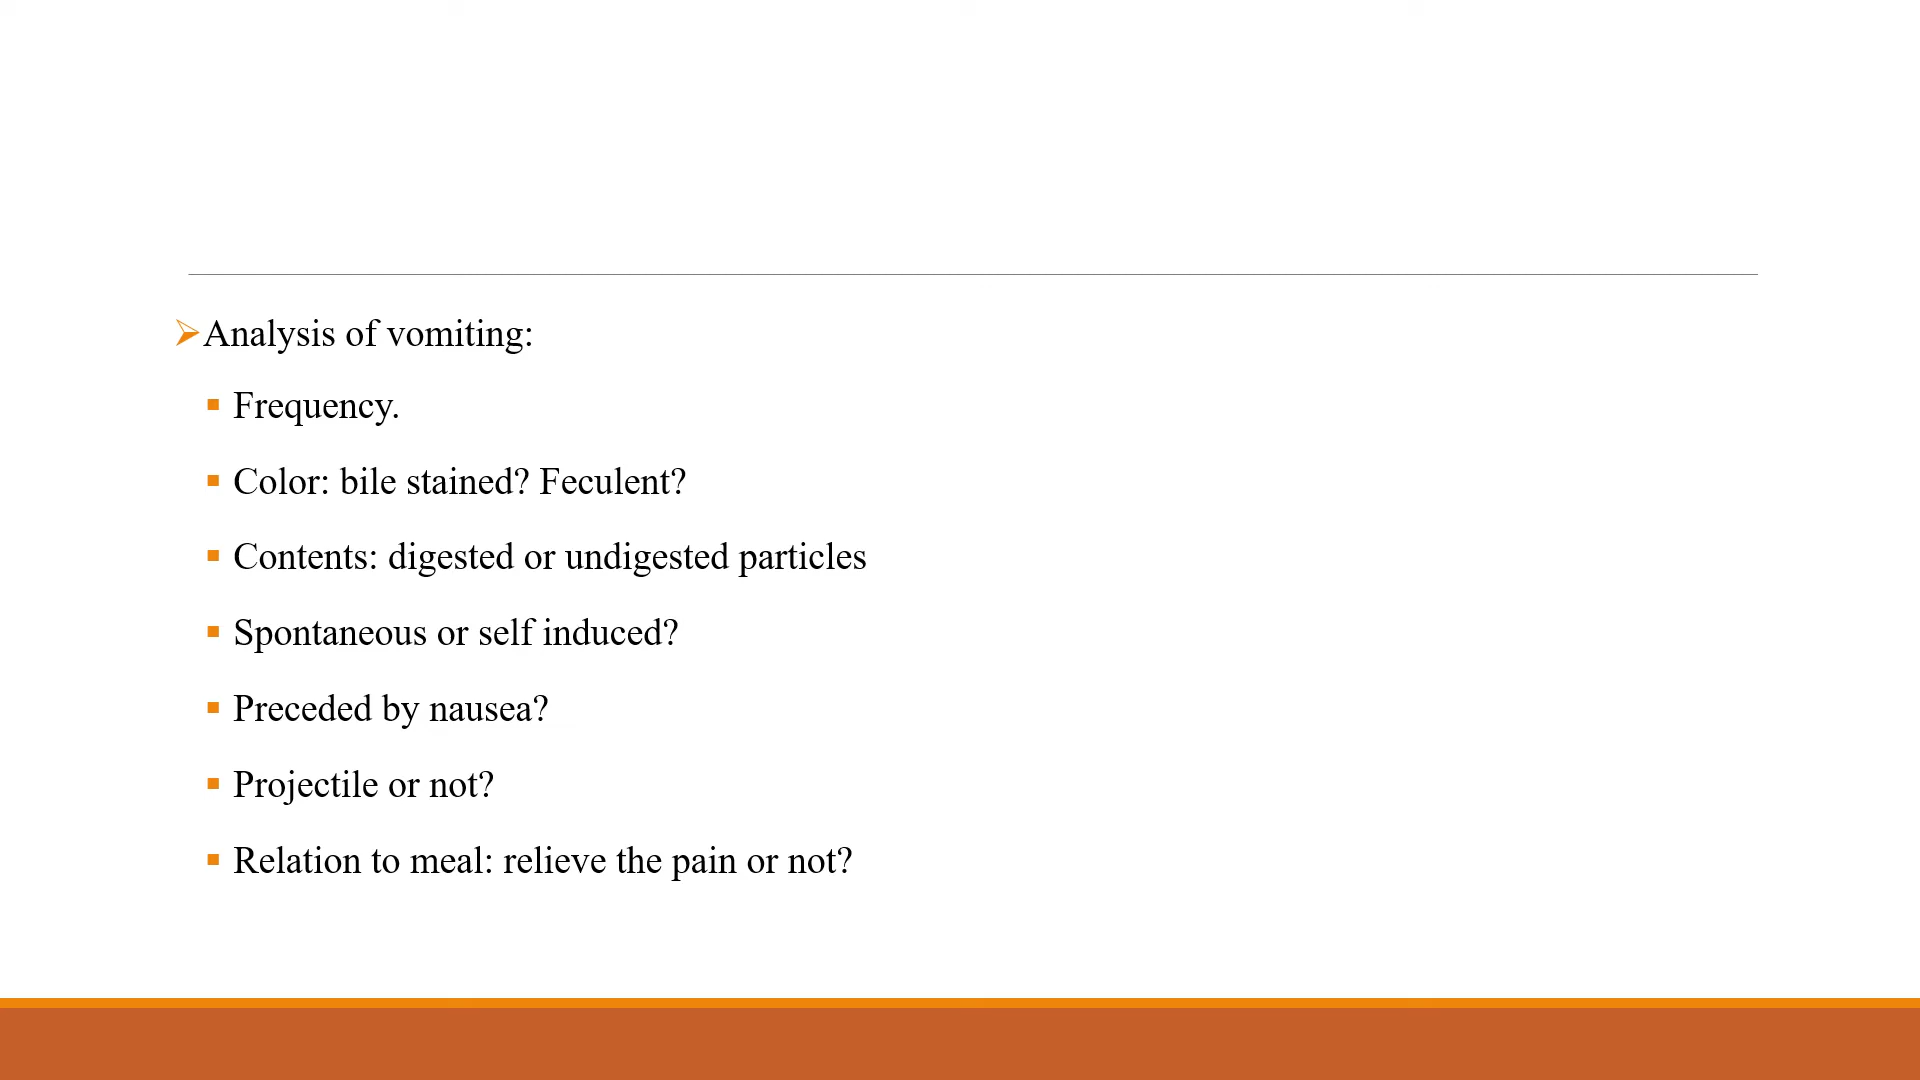 Analysis of vomiting:
Frequency.
Color: bile stained? Feculent?
Contents: digested or undigested particles
Spontaneous or self induced?
Preceded by nausea?
Projectile or not?
Relation to meal: relieve the pain or not?